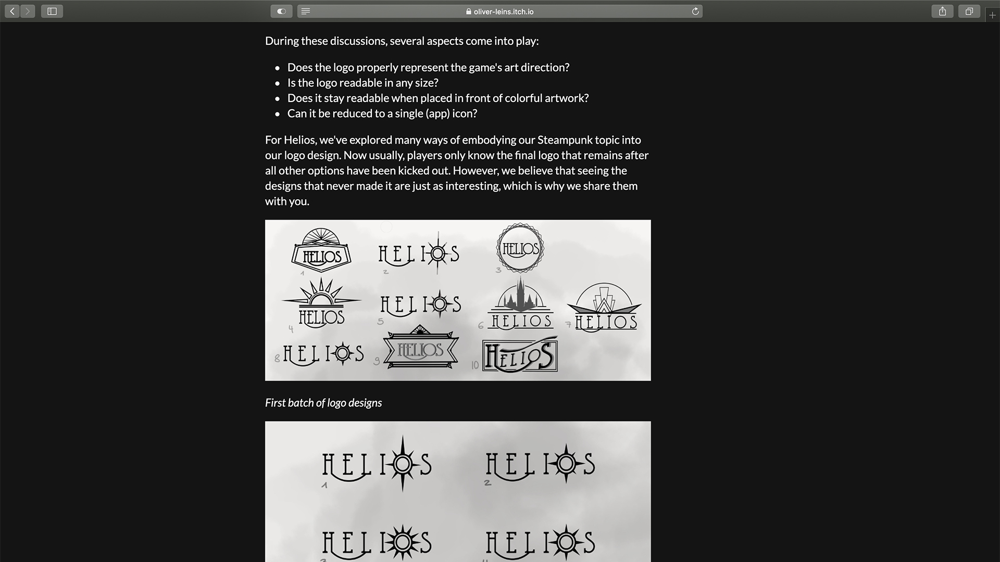 oliver-leins.itch.io
During these discussions, several aspects come into play:
• Does the logo properly represent the game's art direction?
• Is the logo readable in any size?
• Does it stay readable when placed in front of colorful artwork?
• Can it be reduced to a single (app) icon?
For Helios, we've explored many ways of embodying our Steampunk topic into
our logo design. Now usually, players only know the final logo that remains after
all other options have been kicked out. However, we believe that seeing the
designs that never made it are just as interesting, which is why we share them
with you.
HELIOS
1
HELIOS
2
HELIOS
3
HELIOS
4
HELIOS
5
HELIOS
6
HELIOS
7
HELIOS
8
HELIOS
9
HELIOS
10
First batch of logo designs
HELIOS
1
HELIOS
2
HELIOS
HELIOS